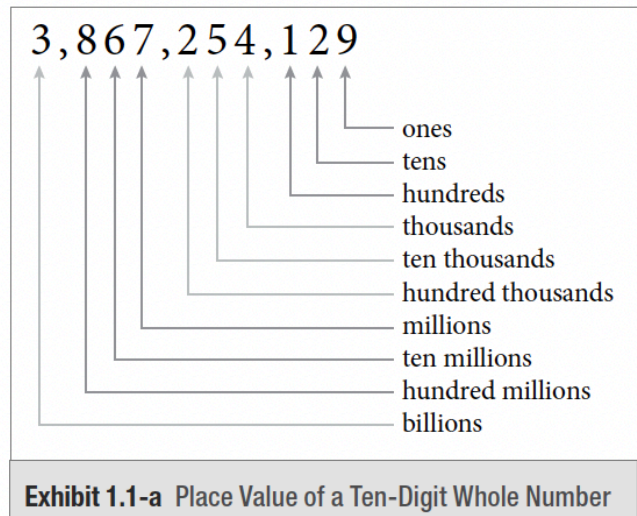 3,867,254,129
ones
tens
hundreds
thousands
ten thousands
hundred thousands
millions
ten millions
hundred millions
billions
Exhibit 1.1-a Place Value of a Ten-Digit Whole Number